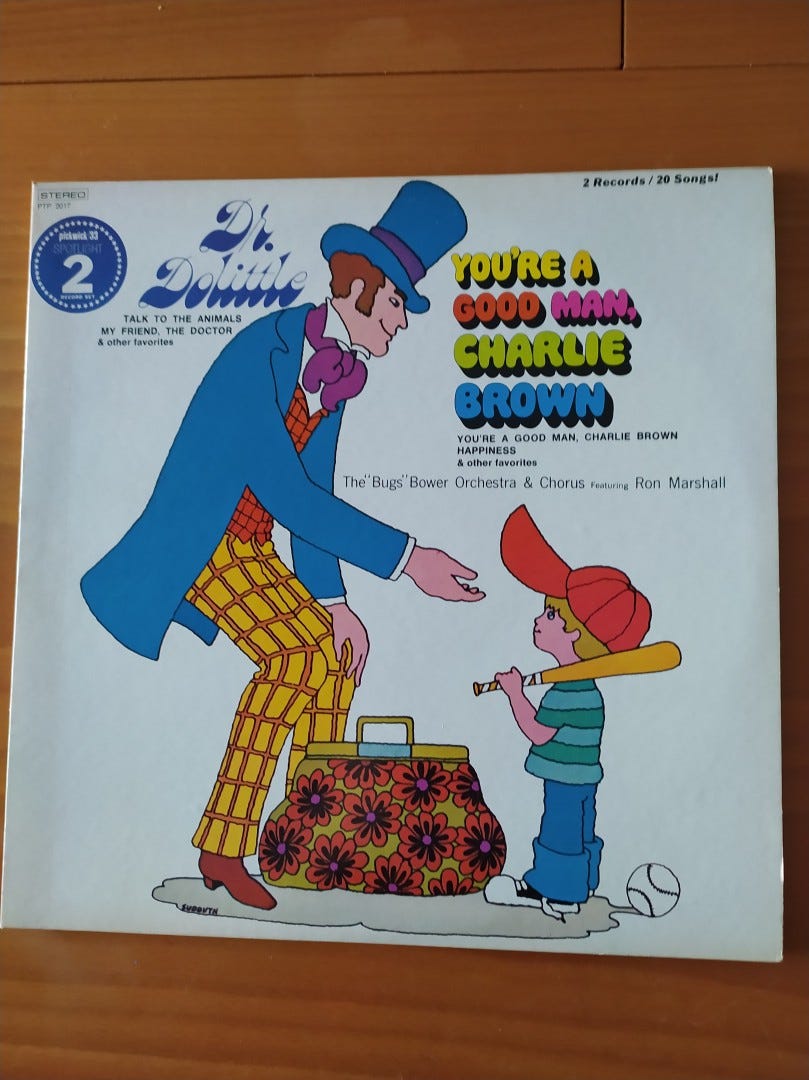 STEREO
PTP 2017
2 Records / 20 Songs!
pickwick 33
SPOTLIGHT
2
RECORD SET
Dr.
Dolittle
TALK TO THE ANIMALS
MY FRIEND, THE DOCTOR
& other favorites
YOU'RE A
GOOD MAN,
CHARLIE
BROWN
YOU'RE A GOOD MAN, CHARLIE BROWN
HAPPINESS
& other favorites
The "Bugs" Bower Orchestra & Chorus Featuring Ron Marshall
SUDDUTH